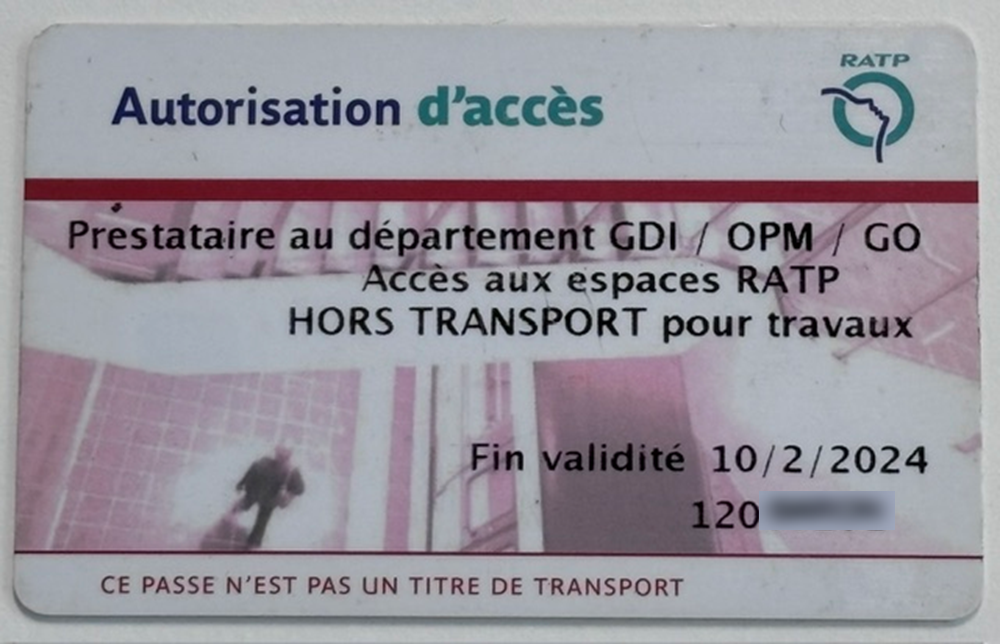 RATP
Autorisation d'accès
Prestataire au département GDI / OPM / GO
Accès aux espaces RATP
HORS TRANSPORT pour travaux
Fin validité 10/2/2024
120
CE PASSE N'EST PAS UN TITRE DE TRANSPORT